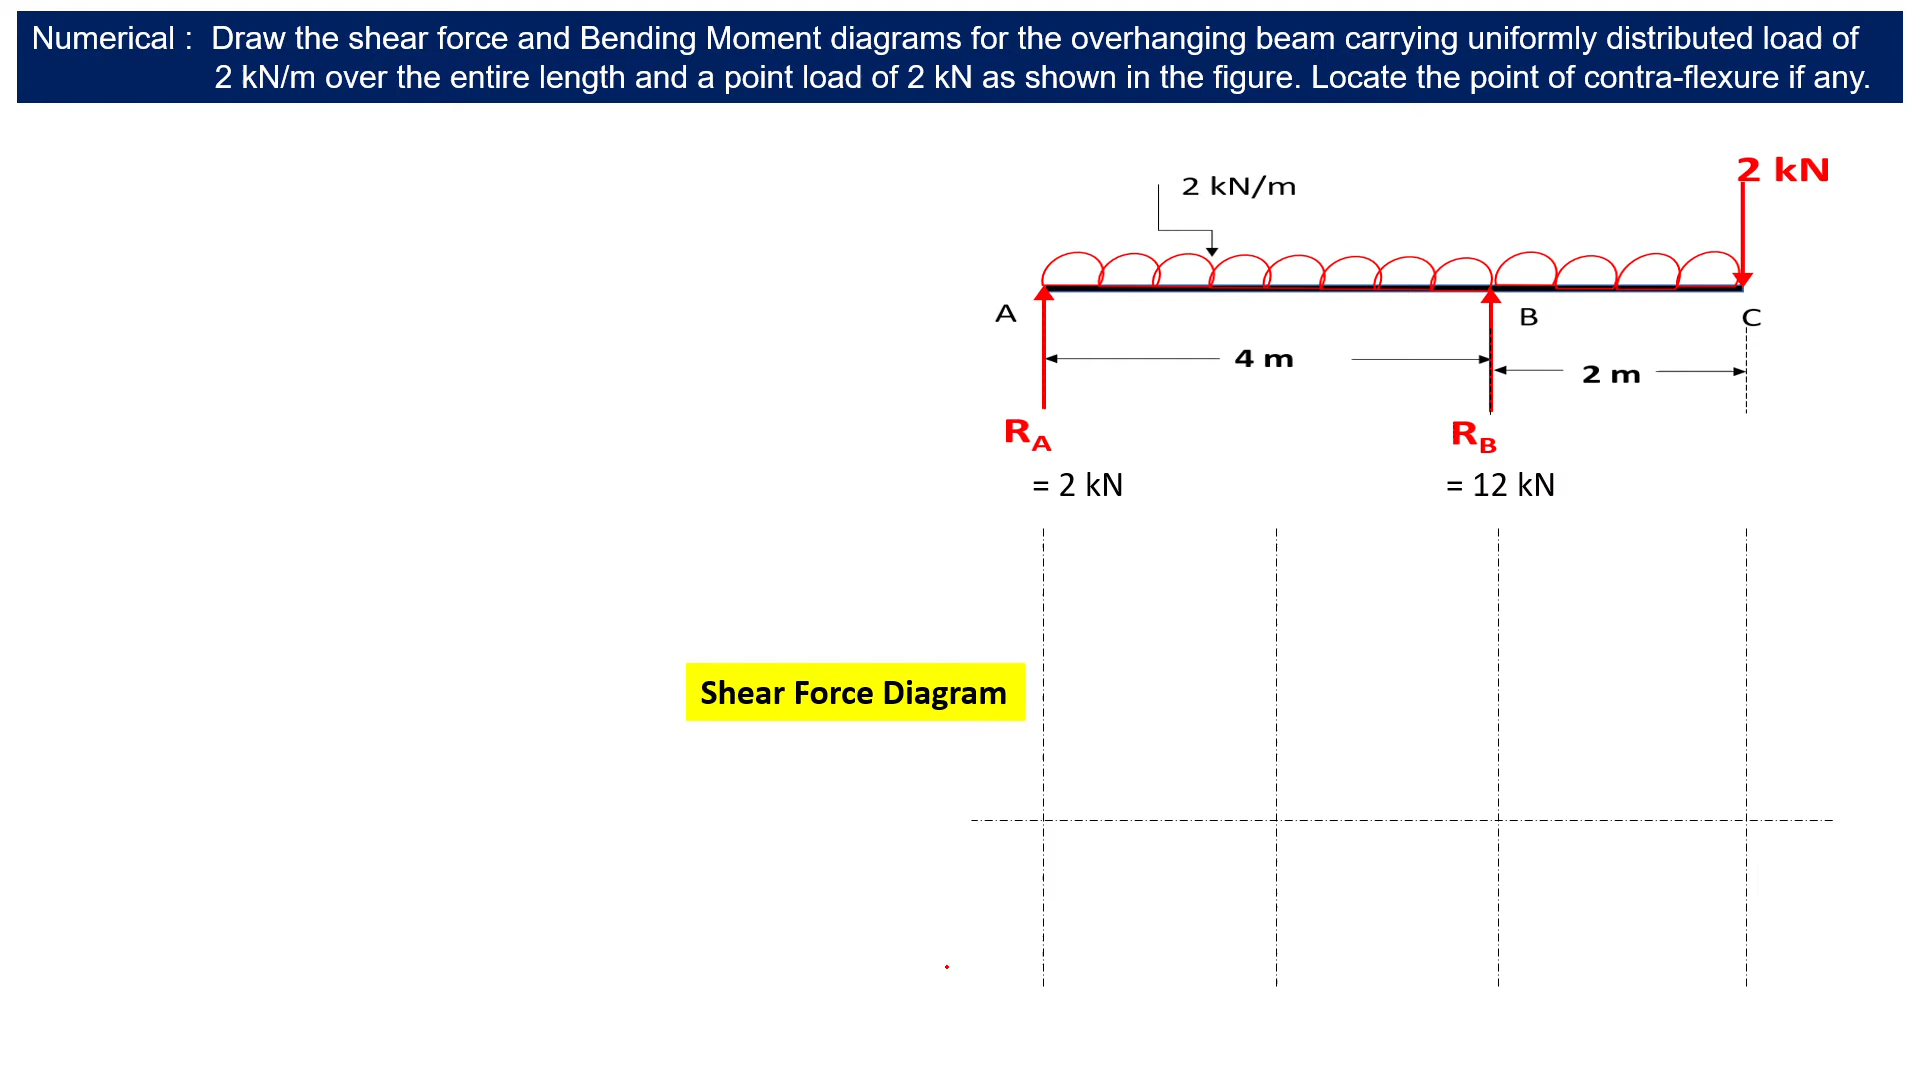 Numerical : Draw the shear force and Bending Moment diagrams for the overhanging beam carrying uniformly distributed load of
2 kN/m over the entire length and a point load of 2 kN as shown in the figure. Locate the point of contra-flexure if any.
2 kN
2 kN/m
A
B
C
4 m
2 m
RA
RB
= 2 kN
= 12 kN
Shear Force Diagram